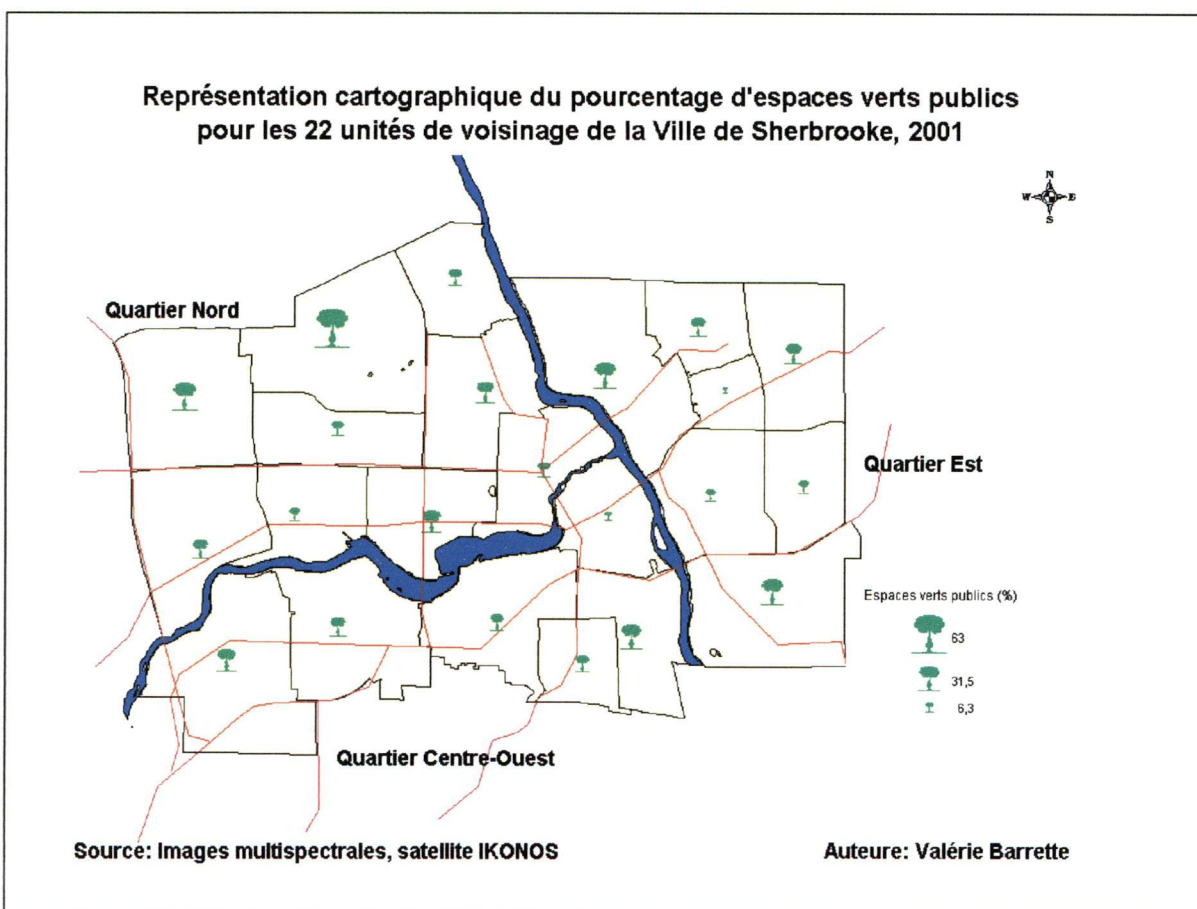 Représentation cartographique du pourcentage d'espaces verts publics
pour les 22 unités de voisinage de la Ville de Sherbrooke, 2001
N
W E
S
Quartier Nord
Quartier Est
Espaces verts publics (%)
63
31,5
6,3
Quartier Centre-Ouest
Source: Images multispectrales, satellite IKONOS
Auteure: Valérie Barrette